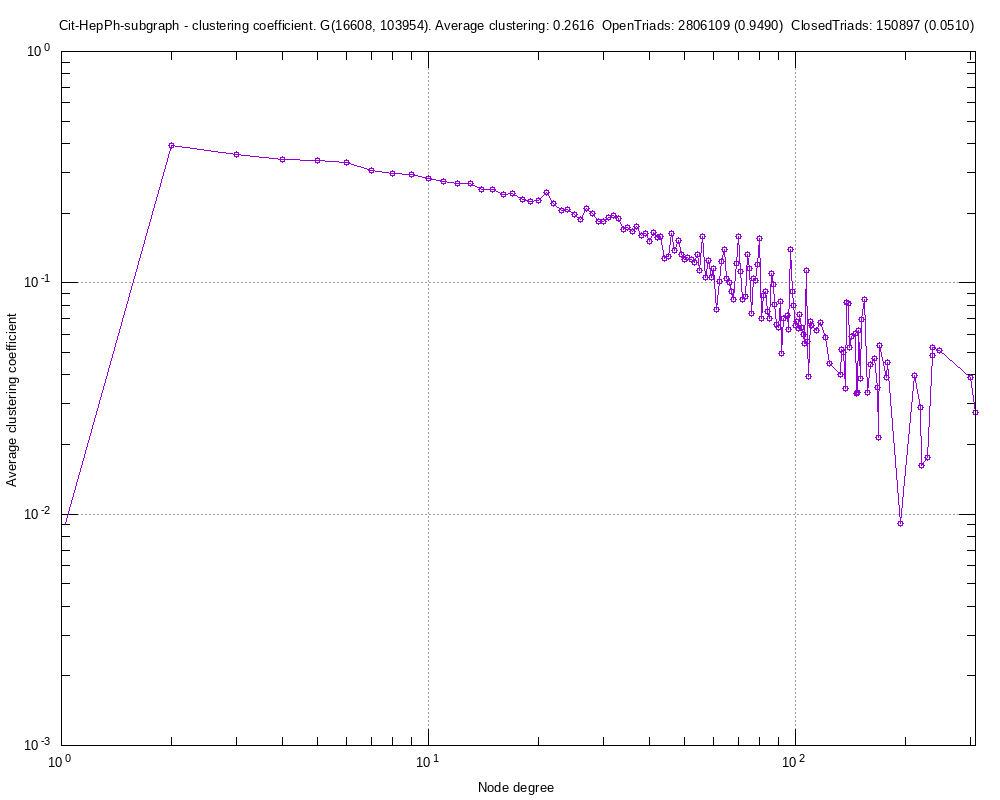 Cit-HepPh-subgraph - clustering coefficient. G(16608, 103954). Average clustering: 0.2616  OpenTriads: 2806109 (0.9490)  ClosedTriads: 150897 (0.0510)
10^0
10^-1
Average clustering coefficient
10^-2
10^-3
10^0 10^1 10^2
Node degree